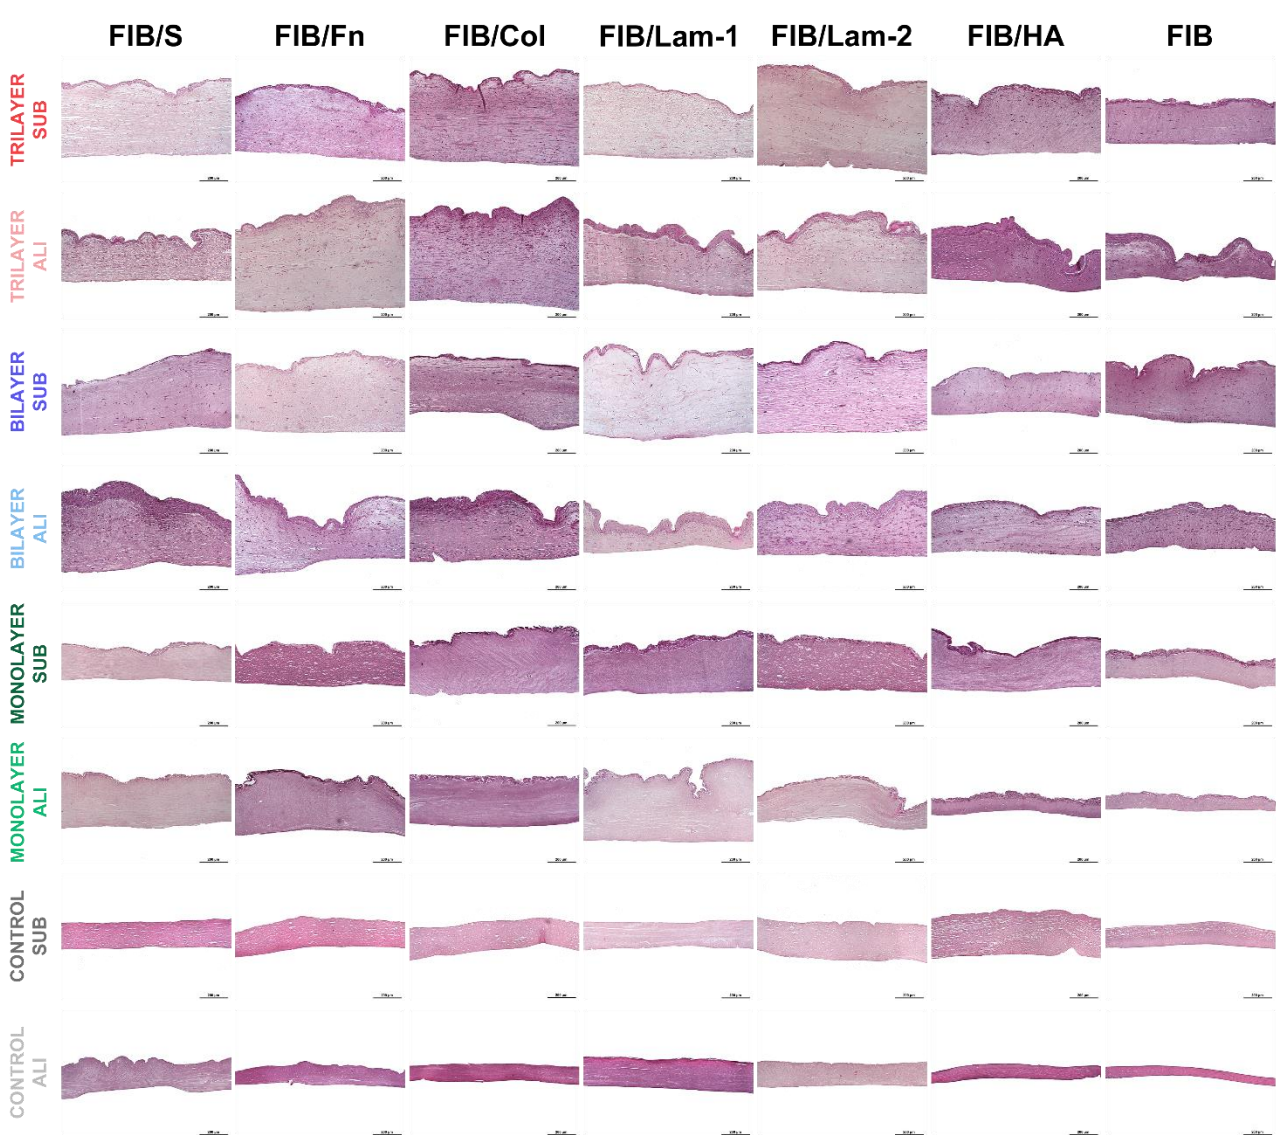 FIB/S FIB/Fn FIB/Col FIB/Lam-1 FIB/Lam-2 FIB/HA FIB
TRILAYER
SUB
TRILAYER
ALI
BILAYER
SUB
BILAYER
ALI
MONOLAYER
SUB
MONOLAYER
ALI
CONTROL
SUB
CONTROL
ALI